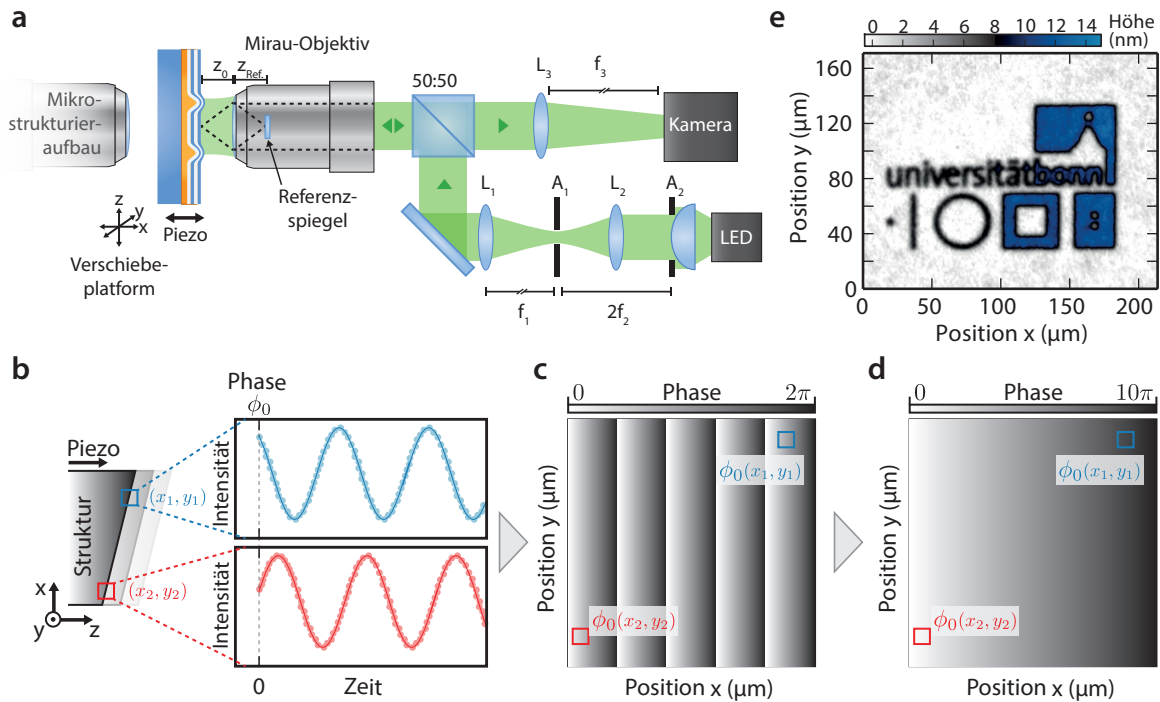 a
Mikro-
strukturier-
aufbau
z₀
z_Ref.
Mirau-Objektiv
50:50
L₃
f₃
Kamera
Referenz-
spiegel
z
y
x
Piezo
Verschiebe-
platform
L₁
A₁
L₂
A₂
LED
f₁
2f₂
e
0 2 4 6 8 10 12 14
Höhe
(nm)
Position y (µm)
160
120
80
40
0
universitätbonn
0 50 100 150 200
Position x (µm)
b
Phase
ϕ₀
Piezo
Struktur
(x₁, y₁)
(x₂, y₂)
x
y
z
Intensität
Intensität
0
Zeit
c
0 Phase 2π
Position y (µm)
ϕ₀(x₁, y₁)
ϕ₀(x₂, y₂)
Position x (µm)
d
0 Phase 10π
Position y (µm)
ϕ₀(x₁, y₁)
ϕ₀(x₂, y₂)
Position x (µm)